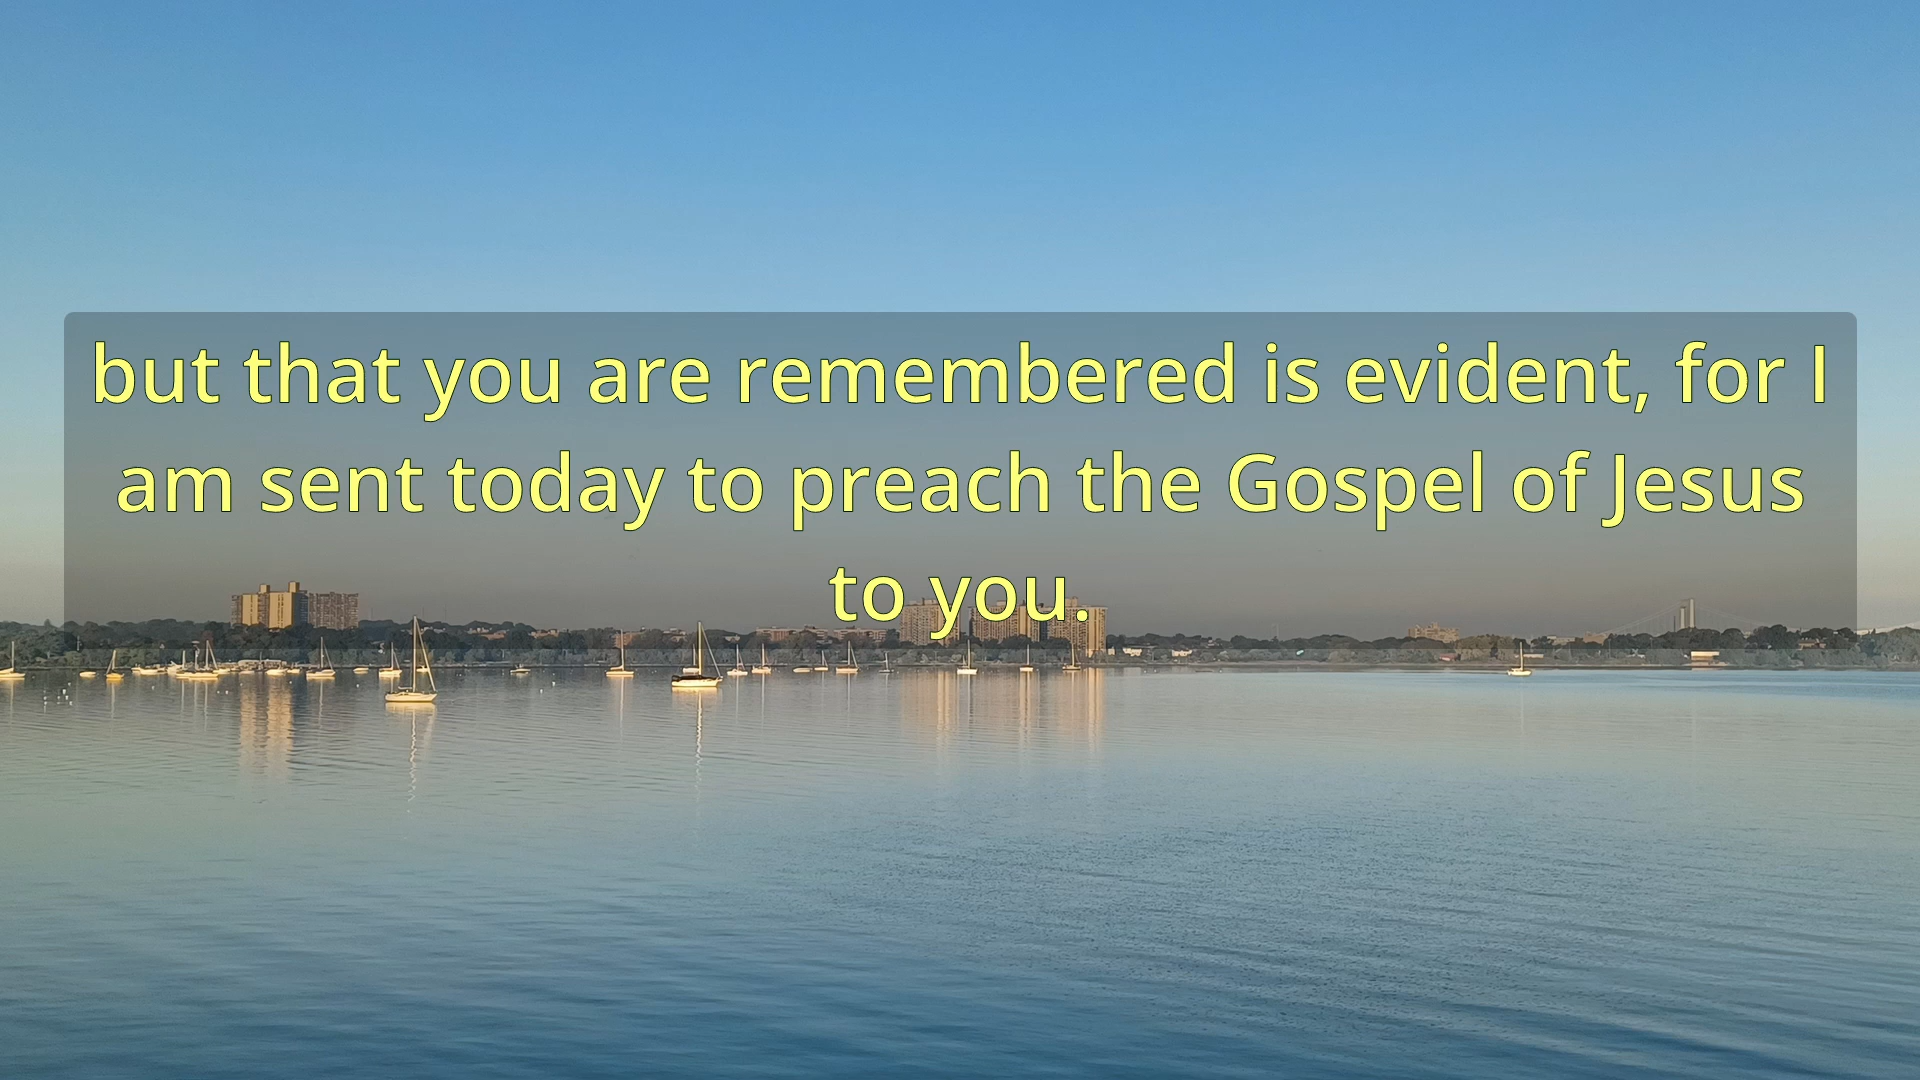 but that you are remembered is evident, for I
am sent today to preach the Gospel of Jesus
to you.